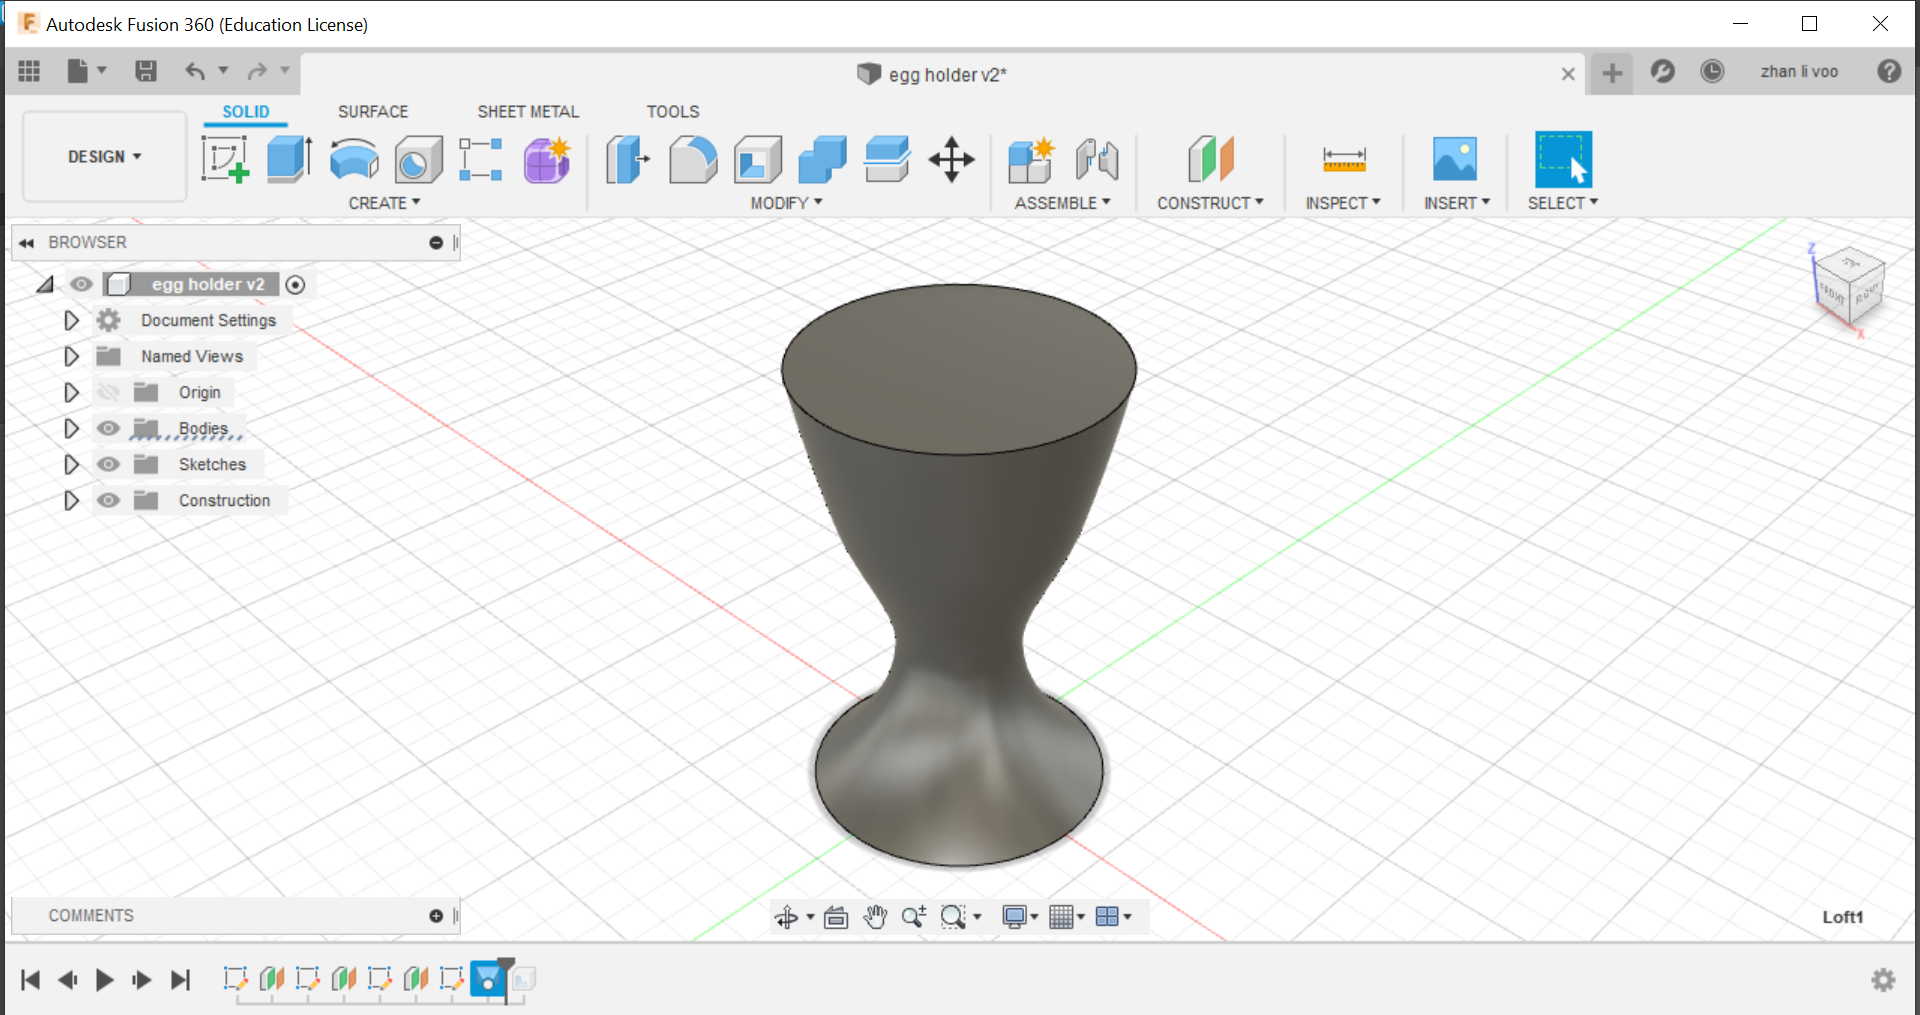 Autodesk Fusion 360 (Education License)
egg holder v2*
zhan li voo
SOLID SURFACE SHEET METAL TOOLS
DESIGN
CREATE MODIFY ASSEMBLE CONSTRUCT INSPECT INSERT SELECT
BROWSER
egg holder v2
Document Settings
Named Views
Origin
Bodies
Sketches
Construction
Z
FRONT RIGHT
X
COMMENTS
Loft1